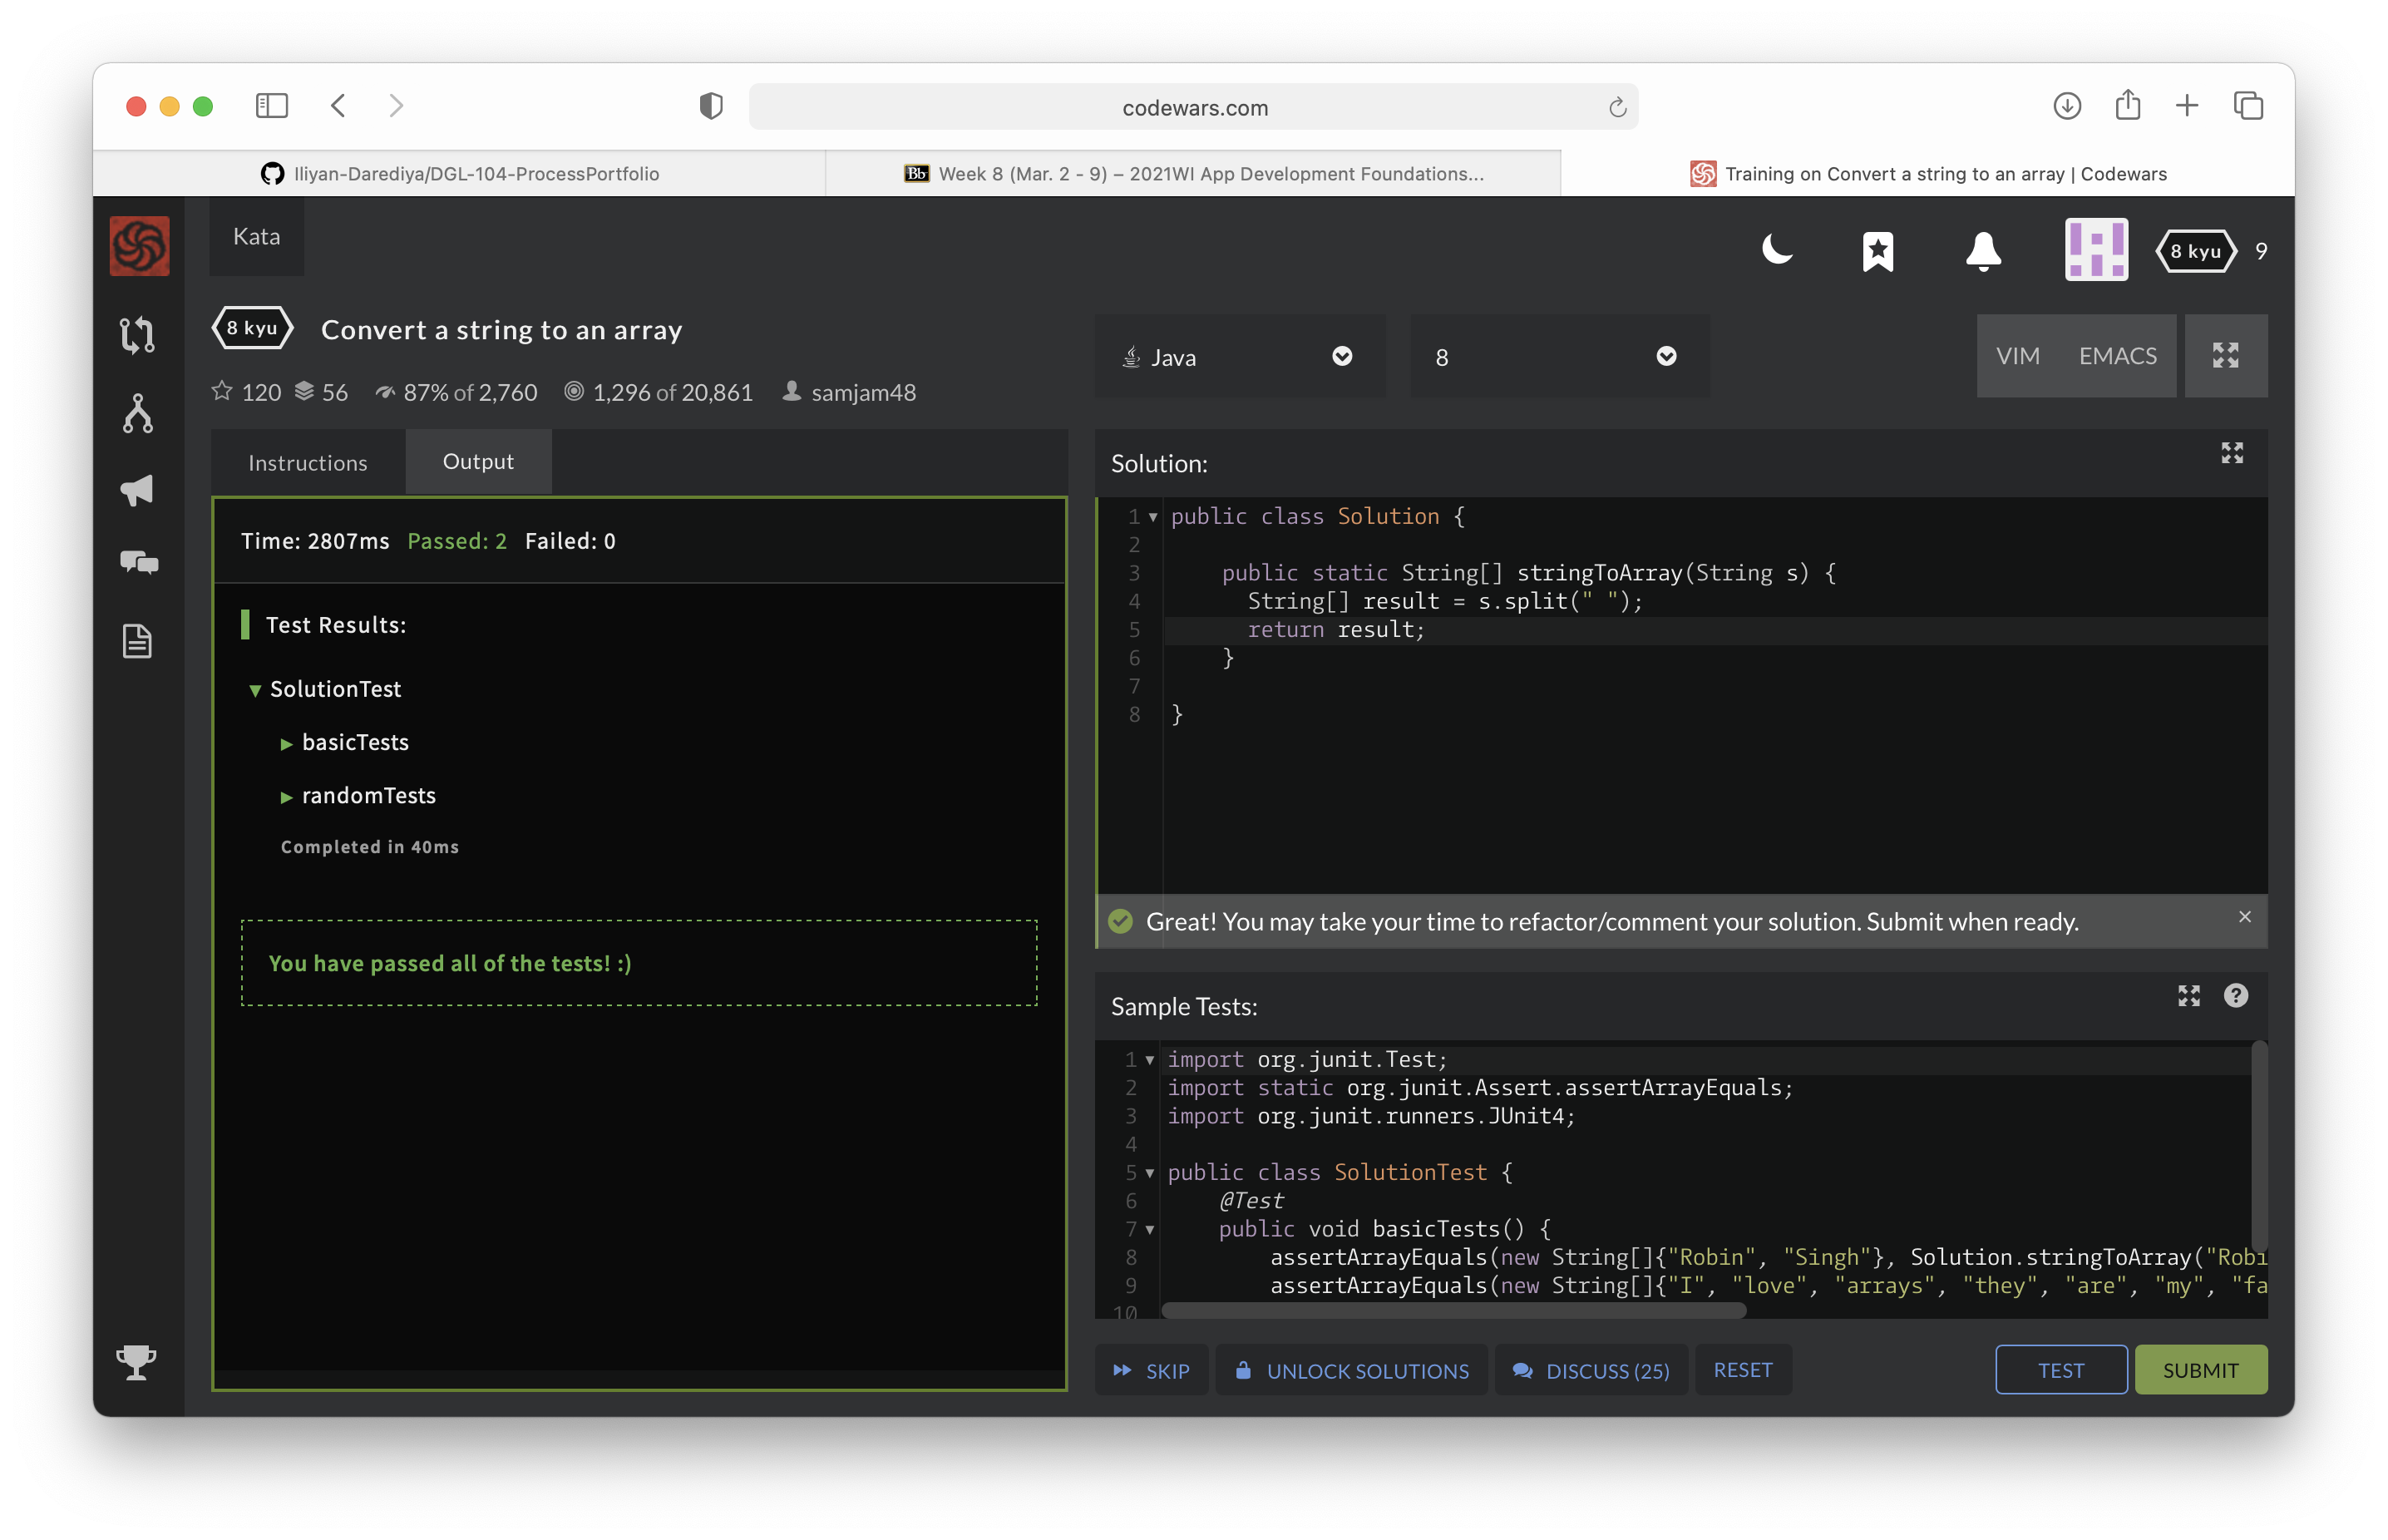 codewars.com
Iliyan-Darediya/DGL-104-ProcessPortfolio
Bb Week 8 (Mar. 2 - 9) – 2021WI App Development Foundations...
Training on Convert a string to an array | Codewars
Kata
8 kyu 9
8 kyu Convert a string to an array
120 56 87% of 2,760 1,296 of 20,861 samjam48
Java
8
VIM EMACS
Instructions Output
Time: 2807ms Passed: 2 Failed: 0
Test Results:
▼ SolutionTest
▶ basicTests
▶ randomTests
Completed in 40ms
You have passed all of the tests! :)
Solution:
1 ▼ public class Solution {
2
3 public static String[] stringToArray(String s) {
4 String[] result = s.split(" ");
5 return result;
6 }
7
8 }
Great! You may take your time to refactor/comment your solution. Submit when ready. ×
Sample Tests:
1 ▼ import org.junit.Test;
2 import static org.junit.Assert.assertArrayEquals;
3 import org.junit.runners.JUnit4;
4
5 ▼ public class SolutionTest {
6 @Test
7 ▼ public void basicTests() {
8 assertArrayEquals(new String[]{"Robin", "Singh"}, Solution.stringToArray("Robi
9 assertArrayEquals(new String[]{"I", "love", "arrays", "they", "are", "my", "fa
10
SKIP UNLOCK SOLUTIONS DISCUSS (25) RESET TEST SUBMIT